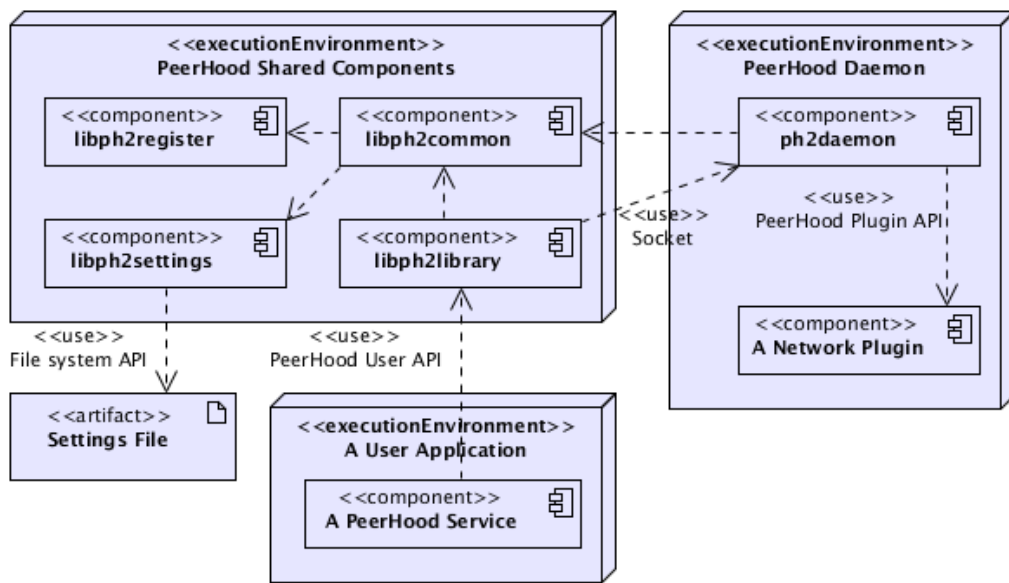 <<executionEnvironment>>
PeerHood Shared Components
<<component>>
libph2register
<<component>>
libph2common
<<component>>
libph2settings
<<component>>
libph2library
<<executionEnvironment>>
PeerHood Daemon
<<component>>
ph2daemon
<<use>>
PeerHood Plugin API
<<use>>
Socket
<<component>>
A Network Plugin
<<use>>
File system API
<<use>>
PeerHood User API
<<artifact>>
Settings File
<<executionEnvironment>>
A User Application
<<component>>
A PeerHood Service